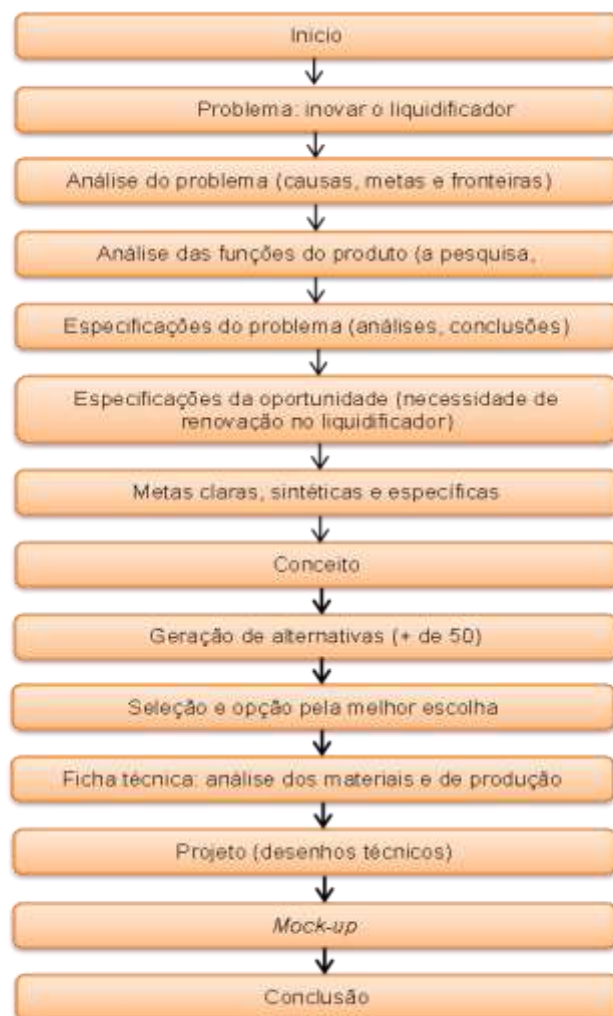 Inicio
Problema: inovar o liquidificador
Análise do problema (causas, metas e fronteiras)
Análise das funções do produto (a pesquisa,
Especificações do problema (análises, conclusões)
Especificações da oportunidade (necessidade de
renovação no liquidificador)
Metas claras, sintéticas e específicas
Conceito
Geração de alternativas (+ de 50)
Seleção e opção pela melhor escolha
Ficha técnica: análise dos materiais e de produção
Projeto (desenhos técnicos)
Mock-up
Conclusão